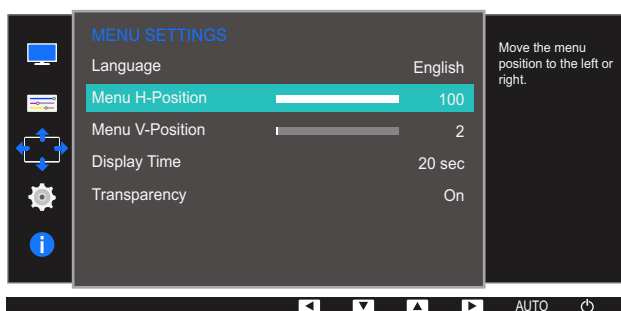 MENU SETTINGS
Language English
Menu H-Position 100
Menu V-Position 2
Display Time 20 sec
Transparency On
Move the menu
position to the left or
right.
AUTO